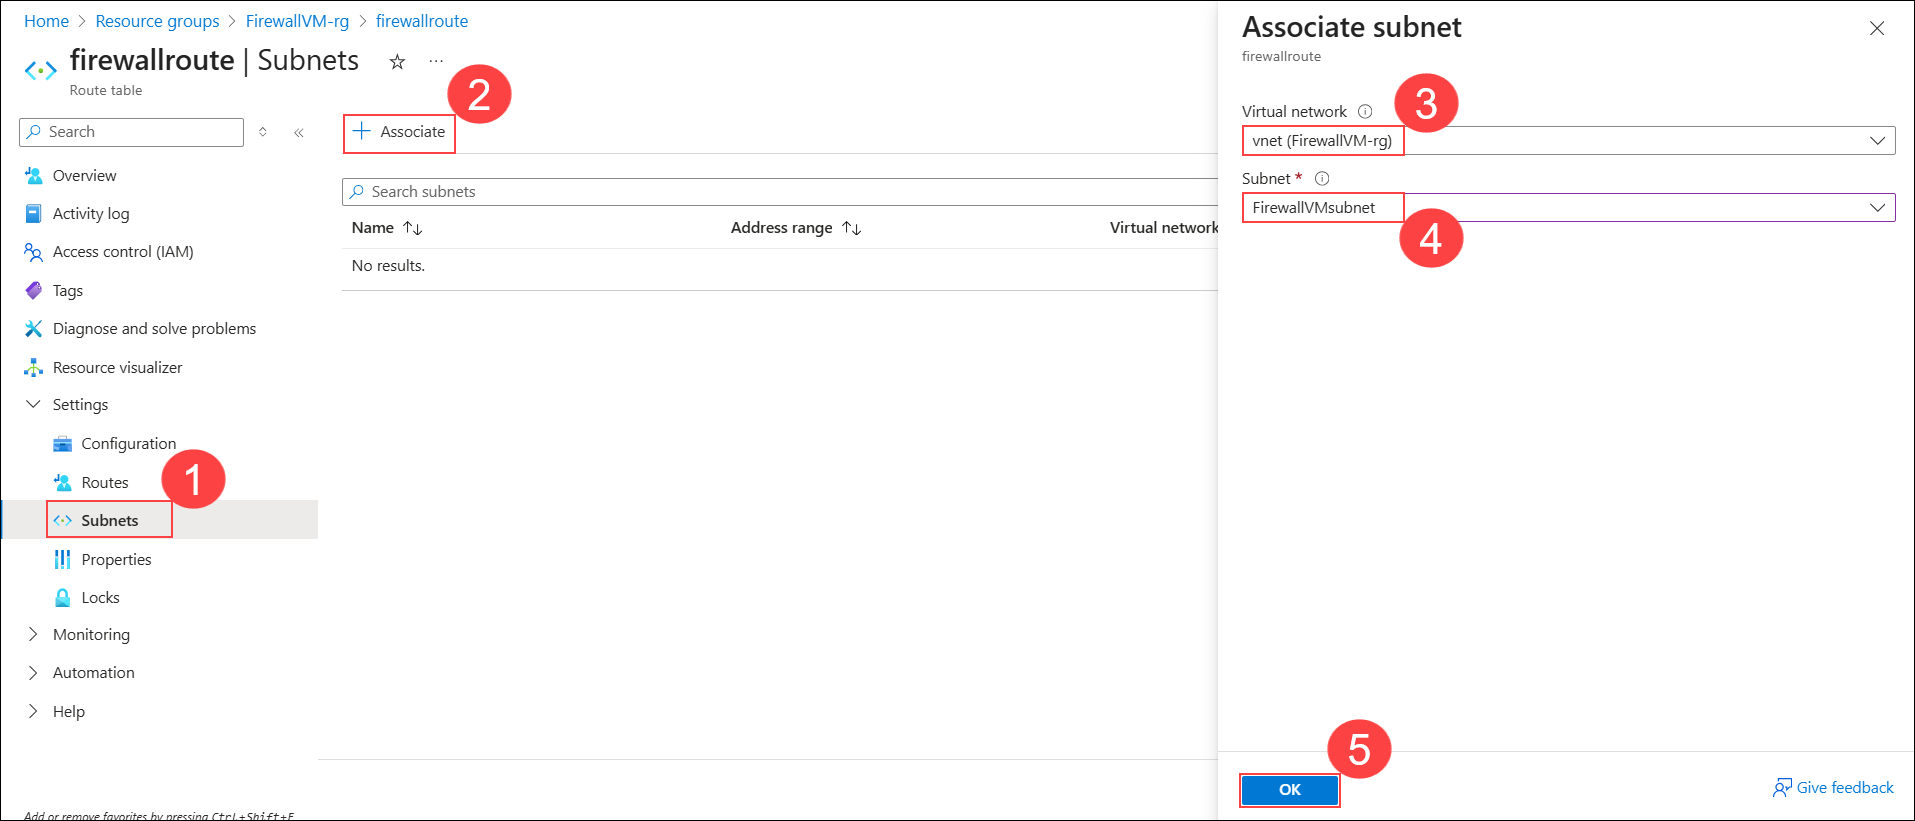 Home > Resource groups > FirewallVM-rg > firewallroute
firewallroute | Subnets
Route table
Search
Overview
Activity log
Access control (IAM)
Tags
Diagnose and solve problems
Resource visualizer
Settings
Configuration
1
Routes
Subnets
Properties
Locks
Monitoring
Automation
Help
Add or remove favorites by pressing Ctrl+Shift+F
2
+ Associate
Search subnets
Name Address range Virtual network
No results.
Associate subnet
firewallroute
3
Virtual network
vnet (FirewallVM-rg)
Subnet *
FirewallVMsubnet
4
5
OK
Give feedback